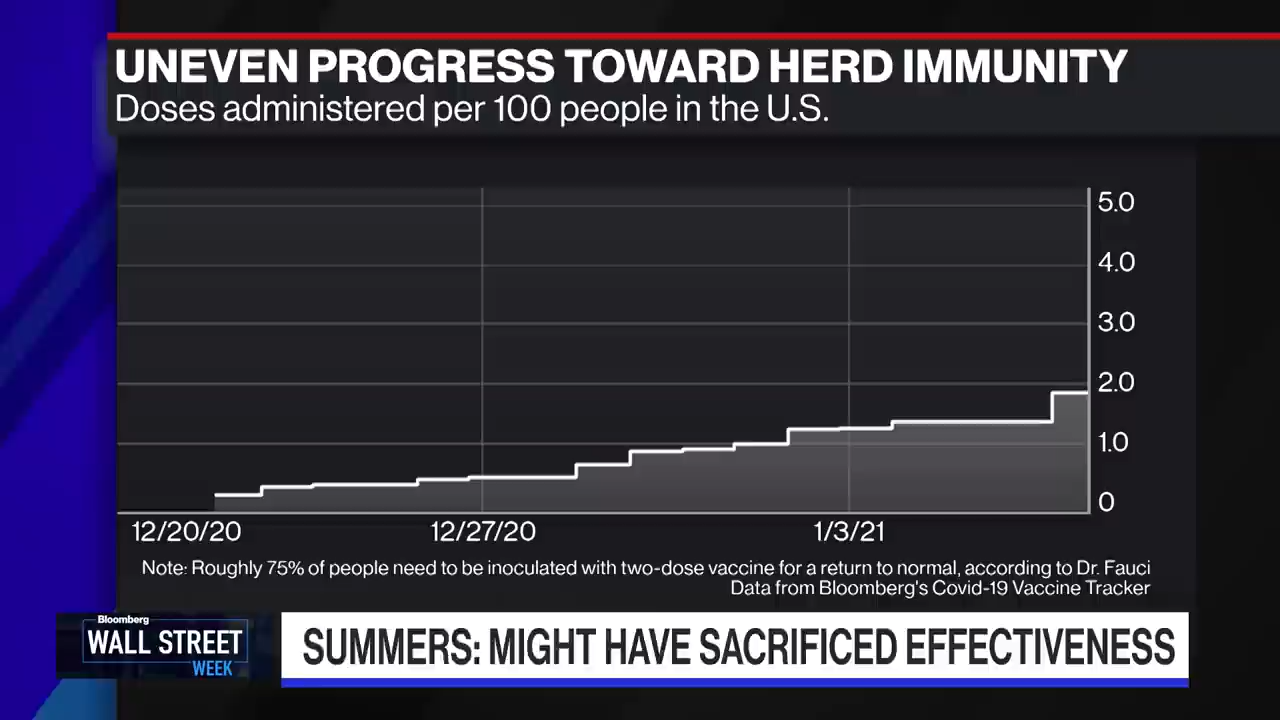 UNEVEN PROGRESS TOWARD HERD IMMUNITY
Doses administered per 100 people in the U.S.
5.0
4.0
3.0
2.0
1.0
0
12/20/20 12/27/20 1/3/21
Note: Roughly 75% of people need to be inoculated with two-dose vaccine for a return to normal, according to Dr. Fauci
Data from Bloomberg's Covid-19 Vaccine Tracker
Bloomberg
WALL STREET
WEEK
SUMMERS: MIGHT HAVE SACRIFICED EFFECTIVENESS